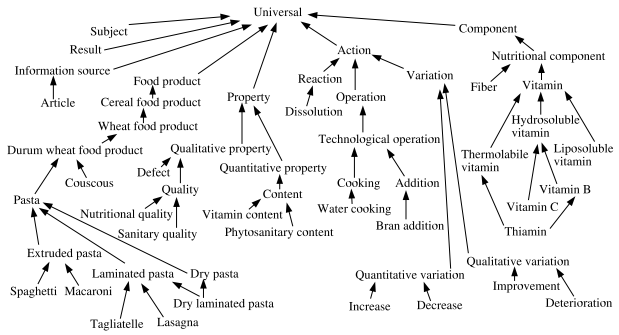 Universal
Subject
Component
Result
Action
Nutritional component
Information source
Food product
Reaction
Variation
Article
Cereal food product
Property
Operation
Fiber
Vitamin
Dissolution
Wheat food product
Hydrosoluble
vitamin
Durum wheat food product
Qualitative property
Technological operation
Thermolabile
vitamin
Liposoluble
vitamin
Defect
Quantitative property
Couscous
Quality
Content
Cooking
Addition
Vitamin B
Pasta
Nutritional quality
Vitamin content
Water cooking
Vitamin C
Sanitary quality
Phytosanitary content
Bran addition
Thiamin
Extruded pasta
Laminated pasta
Dry pasta
Quantitative variation
Qualitative variation
Spaghetti
Macaroni
Dry laminated pasta
Increase
Decrease
Improvement
Deterioration
Tagliatelle
Lasagna